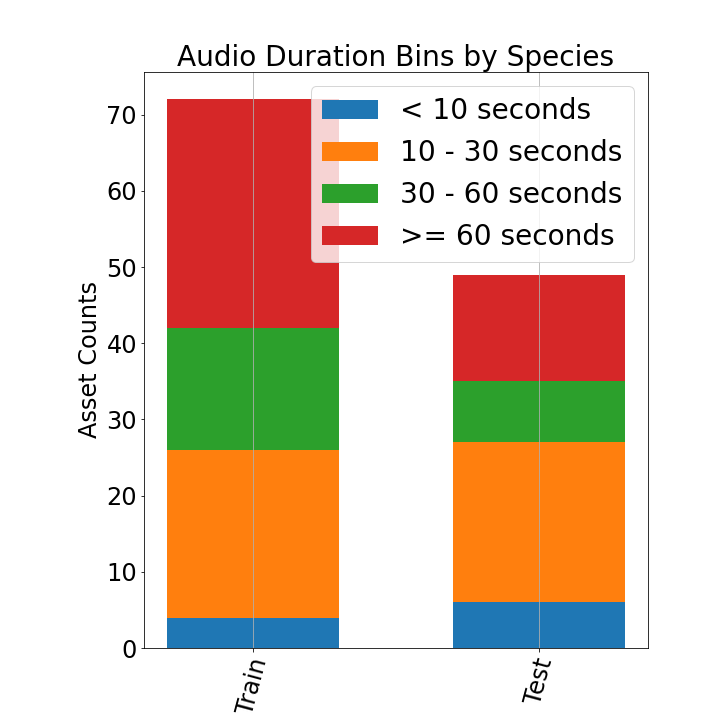 Audio Duration Bins by Species
< 10 seconds
10 - 30 seconds
30 - 60 seconds
>= 60 seconds
Asset Counts
70
60
50
40
30
20
10
0
Train
Test